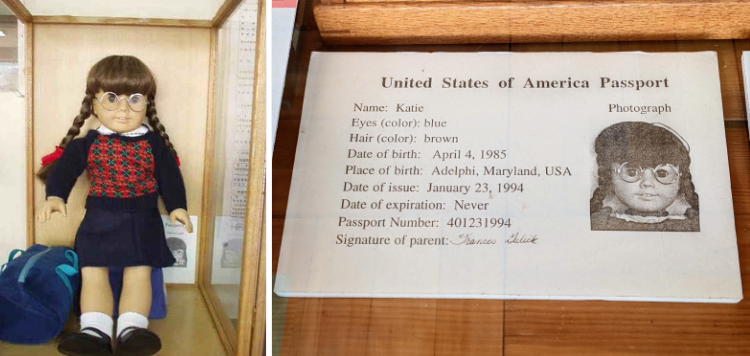 United States of America Passport
Name: Katie
Photograph
Eyes (color): blue
Hair (color): brown
Date of birth: April 4, 1985
Place of birth: Adelphi, Maryland, USA
Date of issue: January 23, 1994
Date of expiration: Never
Passport Number: 401231994
Signature of parent: Frances